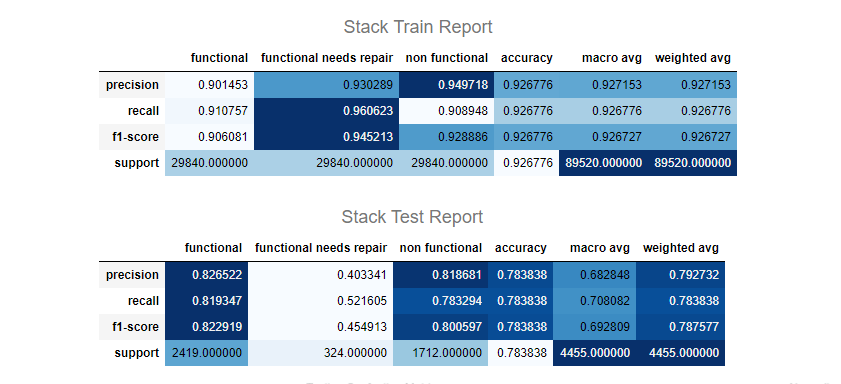 Stack Train Report
functional functional needs repair non functional accuracy macro avg weighted avg
precision 0.901453 0.930289 0.949718 0.926776 0.927153 0.927153
recall 0.910757 0.960623 0.908948 0.926776 0.926776 0.926776
f1-score 0.906081 0.945213 0.928886 0.926776 0.926727 0.926727
support 29840.000000 29840.000000 29840.000000 0.926776 89520.000000 89520.000000
Stack Test Report
functional functional needs repair non functional accuracy macro avg weighted avg
precision 0.826522 0.403341 0.818681 0.783838 0.682848 0.792732
recall 0.819347 0.521605 0.783294 0.783838 0.708082 0.783838
f1-score 0.822919 0.454913 0.800597 0.783838 0.692809 0.787577
support 2419.000000 324.000000 1712.000000 0.783838 4455.000000 4455.000000